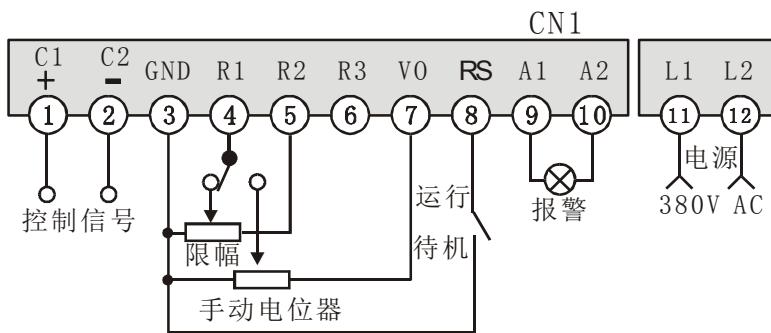 CN1
C1 C2 GND R1 R2 R3 VO RS A1 A2 L1 L2
+ -
1 2 3 4 5 6 7 8 9 10 11 12
控制信号
限幅
手动电位器
运行
待机
报警
电源
380V AC